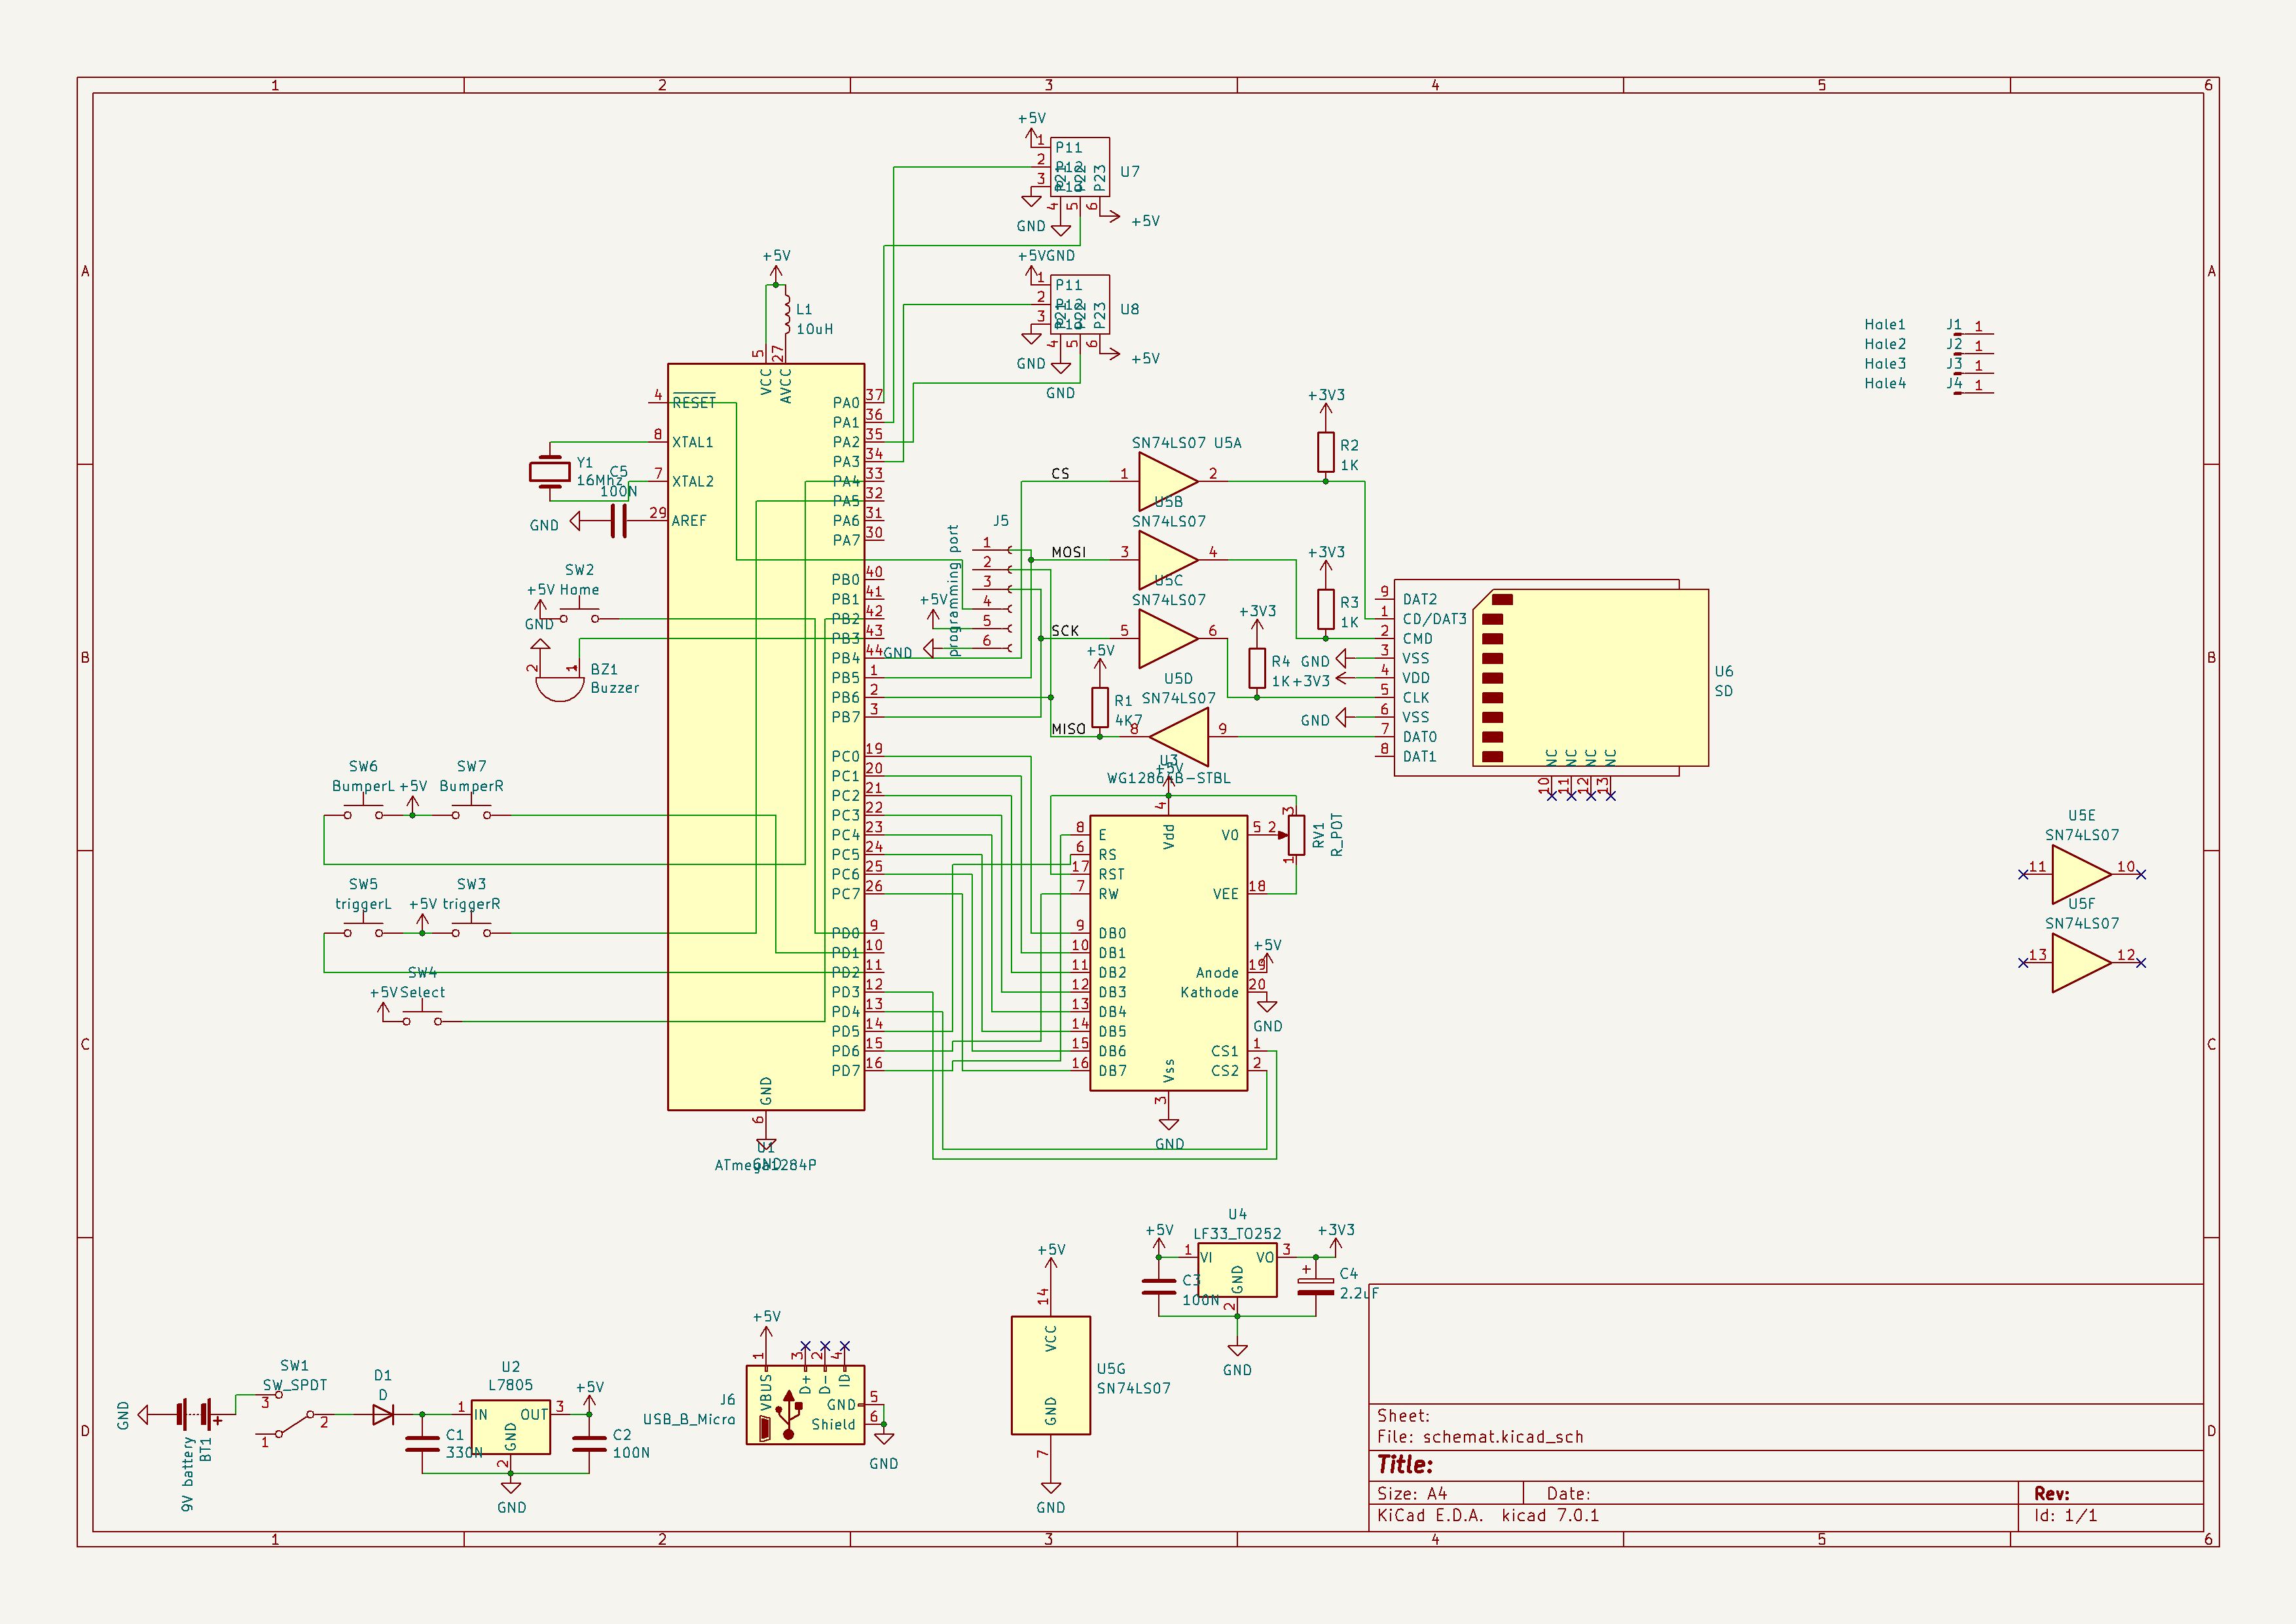 1 2 3 4 5 6
A A
B B
C C
D D
1 2 3 4 5 6
+5V
1 P11
2 P12
3 P13
P21 P22 P23
4 5 6
U7
GND
+5V
GND
+5V
1 P11
2 P12
3 P13
P21 P22 P23
4 5 6
U8
GND
+5V
GND
+5V
L1
10uH
5 27
VCC AVCC
4 RESET
8 XTAL1
7 XTAL2
29 AREF
PA0 37
PA1 36
PA2 35
PA3 34
PA4 33
PA5 32
PA6 31
PA7 30
PB0 40
PB1 41
PB2 42
PB3 43
PB4 44
PB5 1
PB6 2
PB7 3
PC0 19
PC1 20
PC2 21
PC3 22
PC4 23
PC5 24
PC6 25
PC7 26
PD0 9
PD1 10
PD2 11
PD3 12
PD4 13
PD5 14
PD6 15
PD7 16
GND
6
U1
GND
ATmega1284P
Y1
16Mhz
C5
100N
GND
SW2
+5V Home
GND
2 1
BZ1
Buzzer
SW6 SW7
BumperL +5V BumperR
SW5 SW3
triggerL +5V triggerR
SW4
+5V Select
J5
programming port
1
2
3
4
5
6
+5V
GND
CS
MOSI
SCK
MISO
SN74LS07 U5A
1 2
U5B
SN74LS07
3 4
U5C
SN74LS07
5 6
U5D
SN74LS07
8 9
+5V
R1
4K7
+3V3
R2
1K
+3V3
R3
1K
+3V3
R4
1K
GND
+3V3
GND
9 DAT2
1 CD/DAT3
2 CMD
3 VSS
4 VDD
5 CLK
6 VSS
7 DAT0
8 DAT1
NC NC NC NC
10 11 12 13
U6
SD
Hale1 J1 1
Hale2 J2 1
Hale3 J3 1
Hale4 J4 1
U5E
SN74LS07
11 10
U5F
SN74LS07
13 12
U3
+5V
4
Vdd
8 E
6 RS
17 RST
7 RW
9 DB0
10 DB1
11 DB2
12 DB3
13 DB4
14 DB5
15 DB6
16 DB7
V0 5
VEE 18
Anode 19
Kathode 20
CS1 1
CS2 2
Vss
3
GND
2 3 1
RV1
R_POT
+5V
GND
U4
LF33_TO252
+5V +3V3
1 VI VO 3
GND
2
C3
100N
C4
2.2uF
GND
+5V
14
VCC
GND
7
GND
U5G
SN74LS07
+5V
1 3 2 4
VBUS D+ D- ID
J6
USB_B_Micro
GND 5
Shield 6
GND
GND
9V battery
BT1
SW1
SW_SPDT
3
2
1
D1
D
U2
L7805
1 IN OUT 3
GND
2
+5V
C1
330N
C2
100N
GND
Sheet:
File: schemat.kicad_sch
Title:
Size: A4 Date: Rev:
KiCad E.D.A. kicad 7.0.1 Id: 1/1